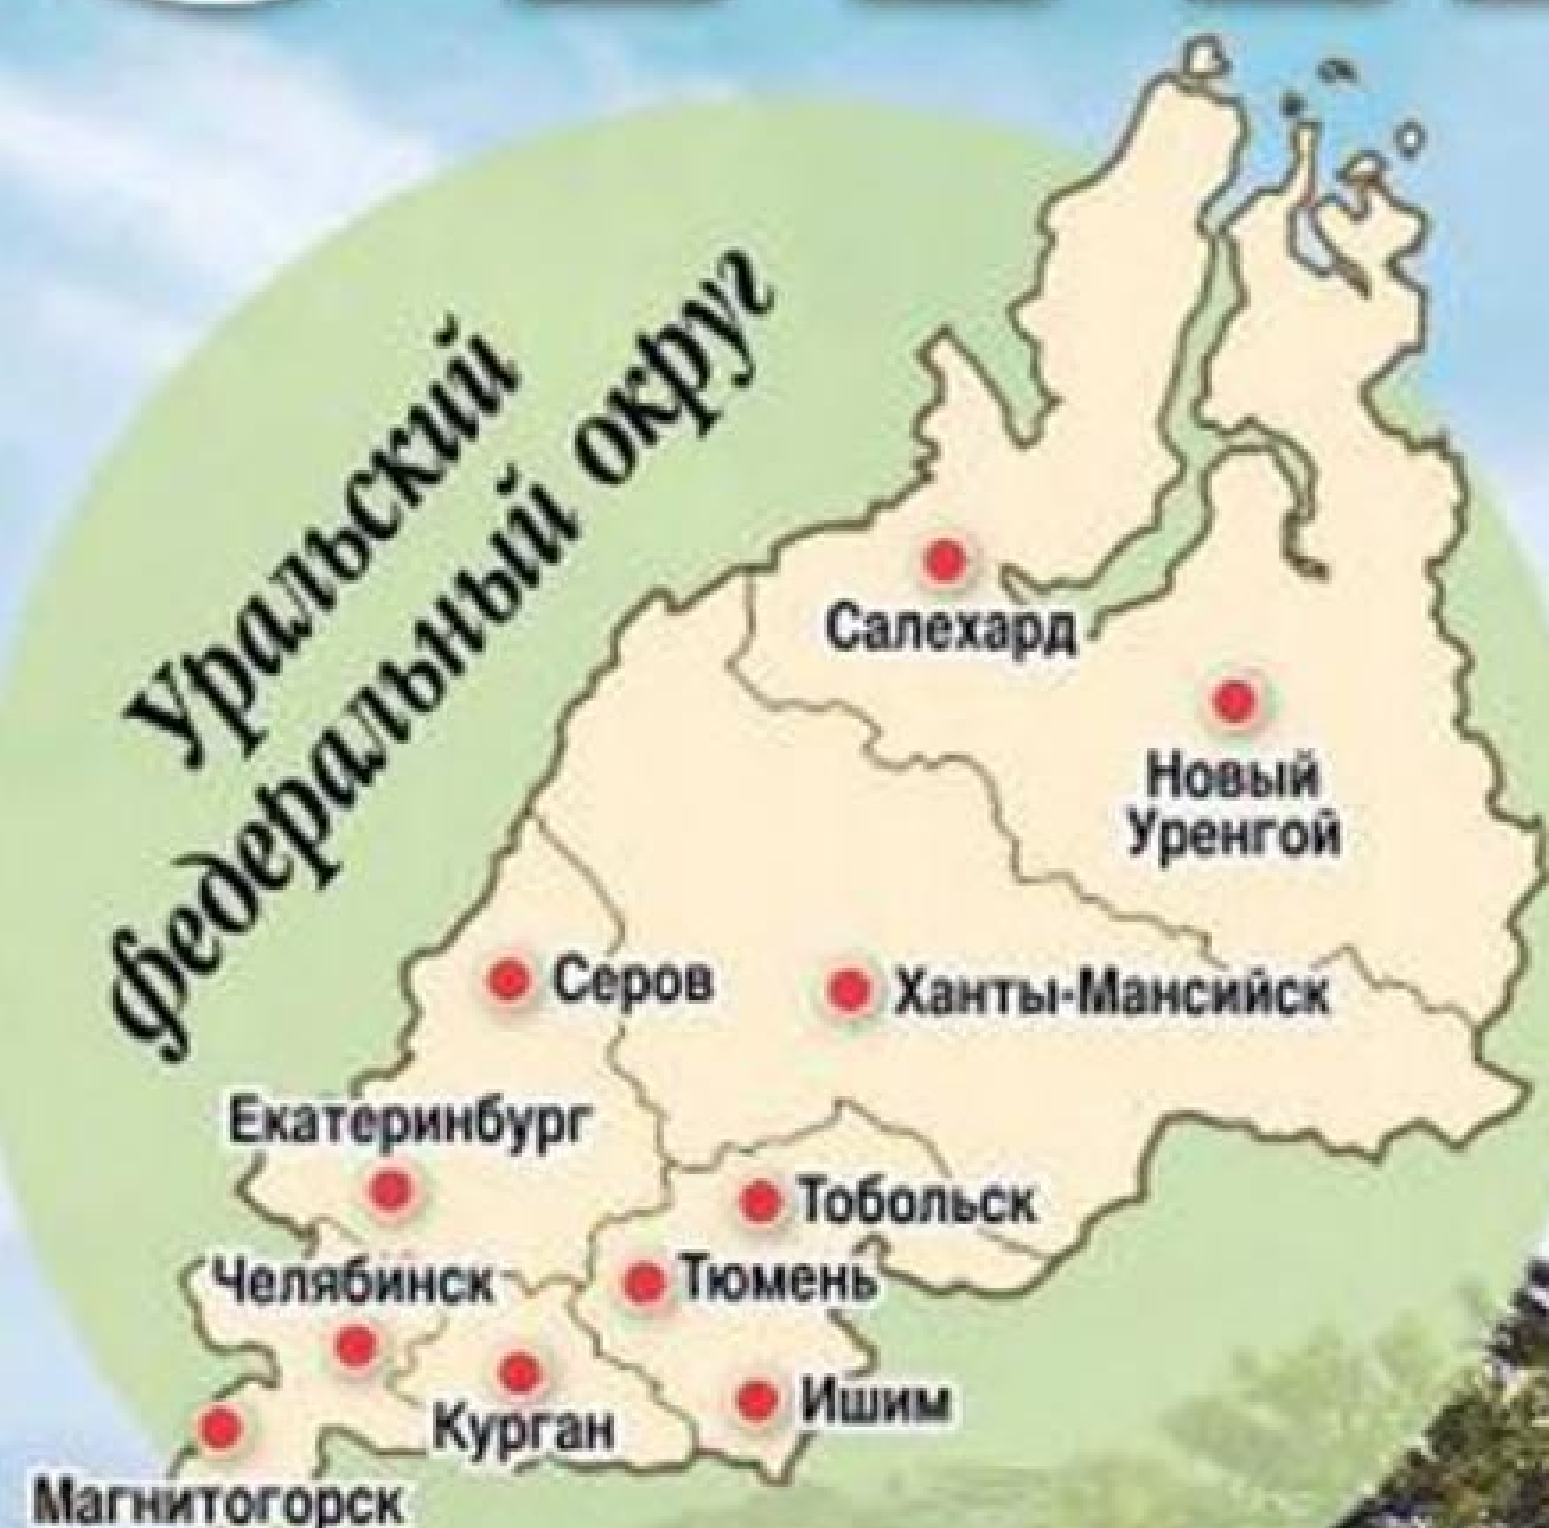 Уральский
федеральный округ
Салехард
Новый
Уренгой
Серов
Ханты-Мансийск
Екатеринбург
Тобольск
Челябинск
Тюмень
Курган
Ишим
Магнитогорск